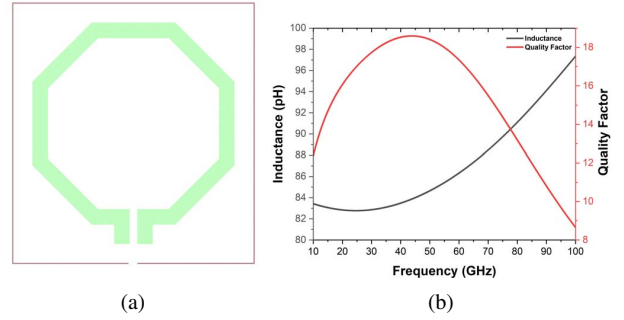 Inductance
Quality Factor
100
98
96
94
92
90
88
86
84
82
80
Inductance (pH)
18
16
14
12
10
8
Quality Factor
10 20 30 40 50 60 70 80 90 100
Frequency (GHz)
(a)
(b)